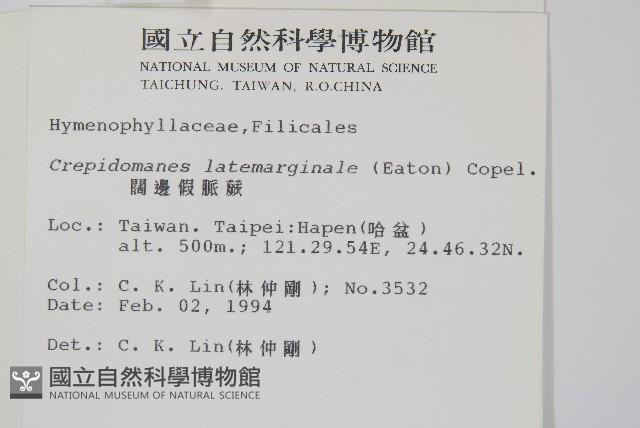 國立自然科學博物館
NATIONAL MUSEUM OF NATURAL SCIENCE
TAICHUNG, TAIWAN, R.O.CHINA
Hymenophyllaceae,Filicales
Crepidomanes latemarginale (Eaton) Copel.
闊邊假脈蕨
Loc.: Taiwan. Taipei:Hapen(哈盆)
alt. 500m.; 121.29.54E, 24.46.32N.
Col.: C. K. Lin(林仲剛); No.3532
Date: Feb. 02, 1994
Det.: C. K. Lin(林仲剛)
國立自然科學博物館
NATIONAL MUSEUM OF NATURAL SCIENCE